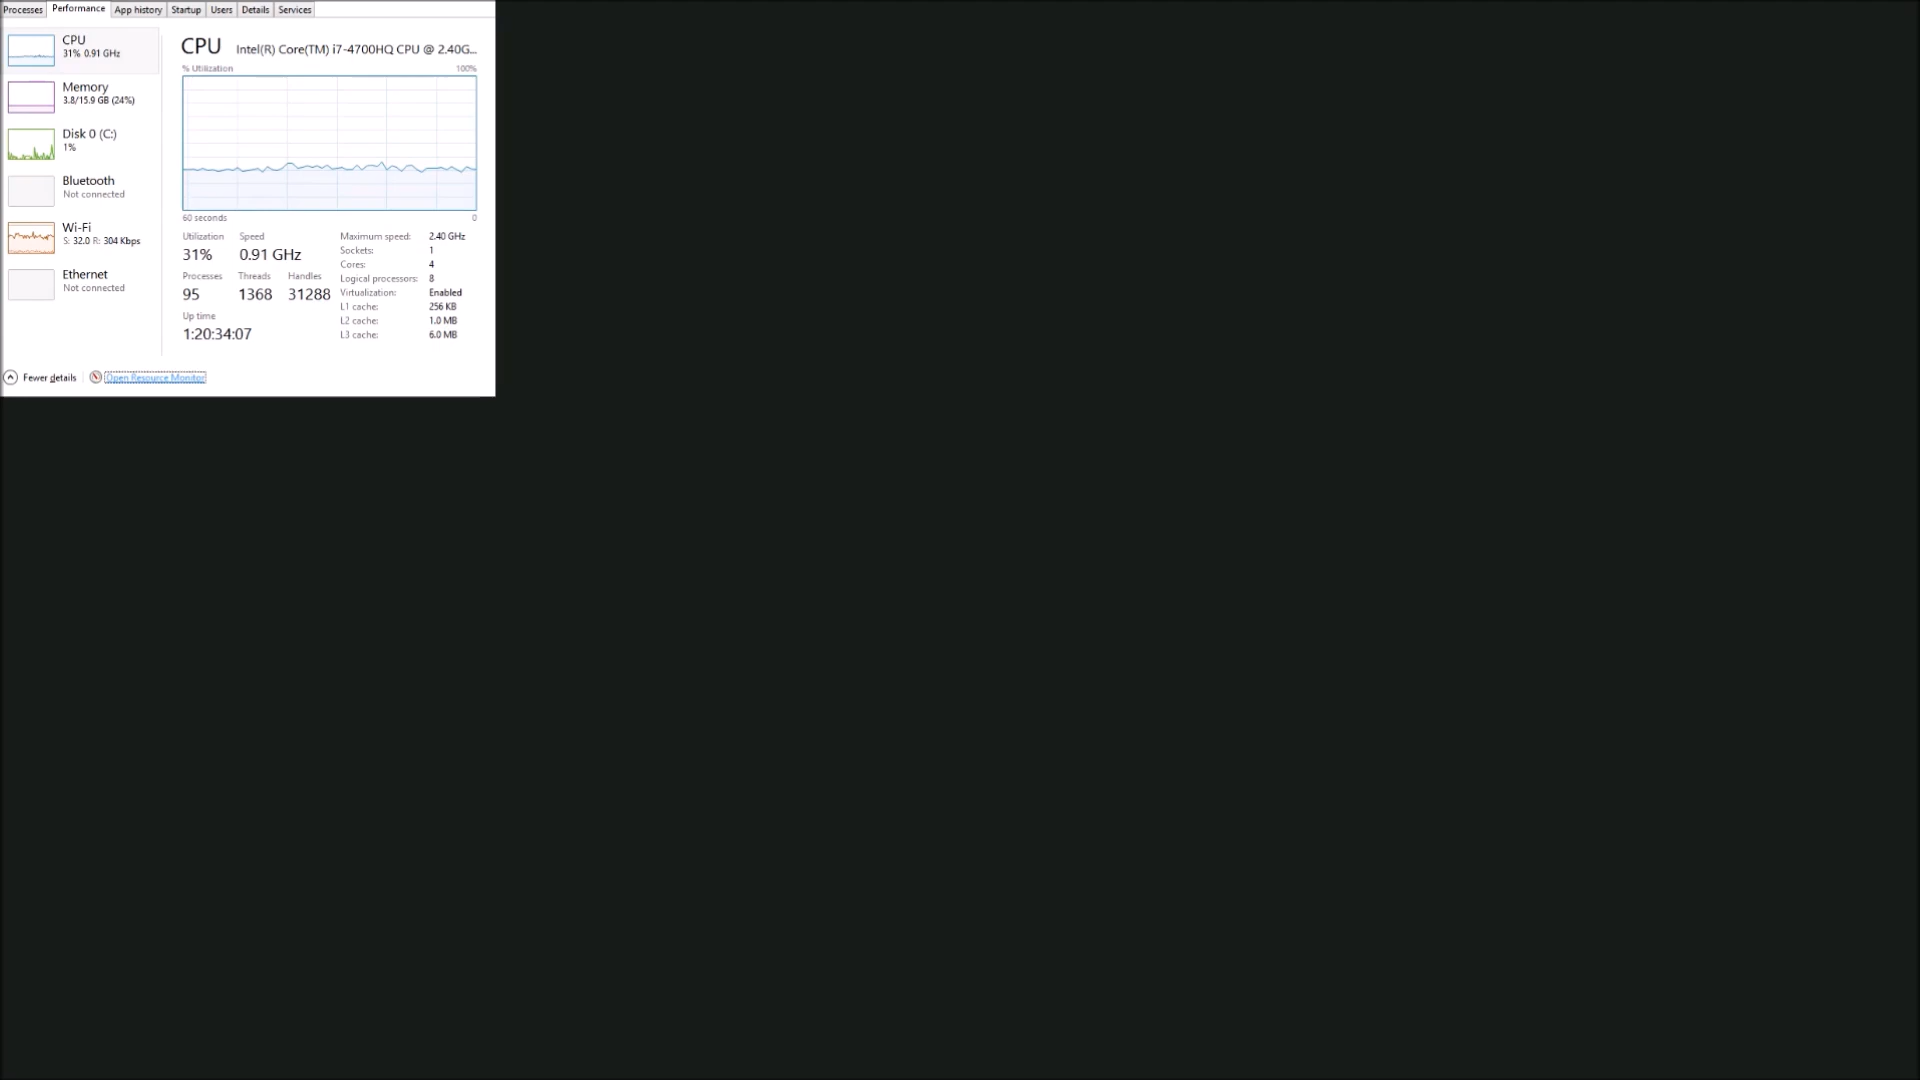 Processes Performance App history Startup Users Details Services
CPU
31% 0.91 GHz
Memory
3.8/15.9 GB (24%)
Disk 0 (C:)
1%
Bluetooth
Not connected
Wi-Fi
S: 32.0 R: 304 Kbps
Ethernet
Not connected
CPU Intel(R) Core(TM) i7-4700HQ CPU @ 2.40G...
% Utilization 100%
60 seconds 0
Utilization Speed
31% 0.91 GHz
Processes Threads Handles
95 1368 31288
Up time
1:20:34:07
Maximum speed: 2.40 GHz
Sockets: 1
Cores: 4
Logical processors: 8
Virtualization: Enabled
L1 cache: 256 KB
L2 cache: 1.0 MB
L3 cache: 6.0 MB
Fewer details Open Resource Monitor